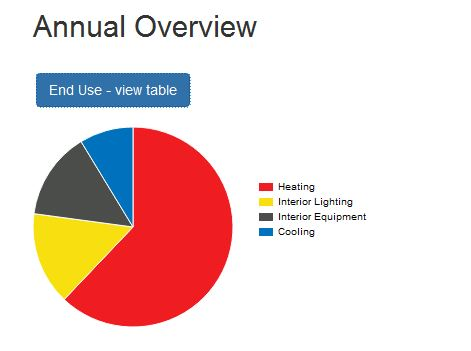 Annual Overview
End Use - view table
Heating
Interior Lighting
Interior Equipment
Cooling